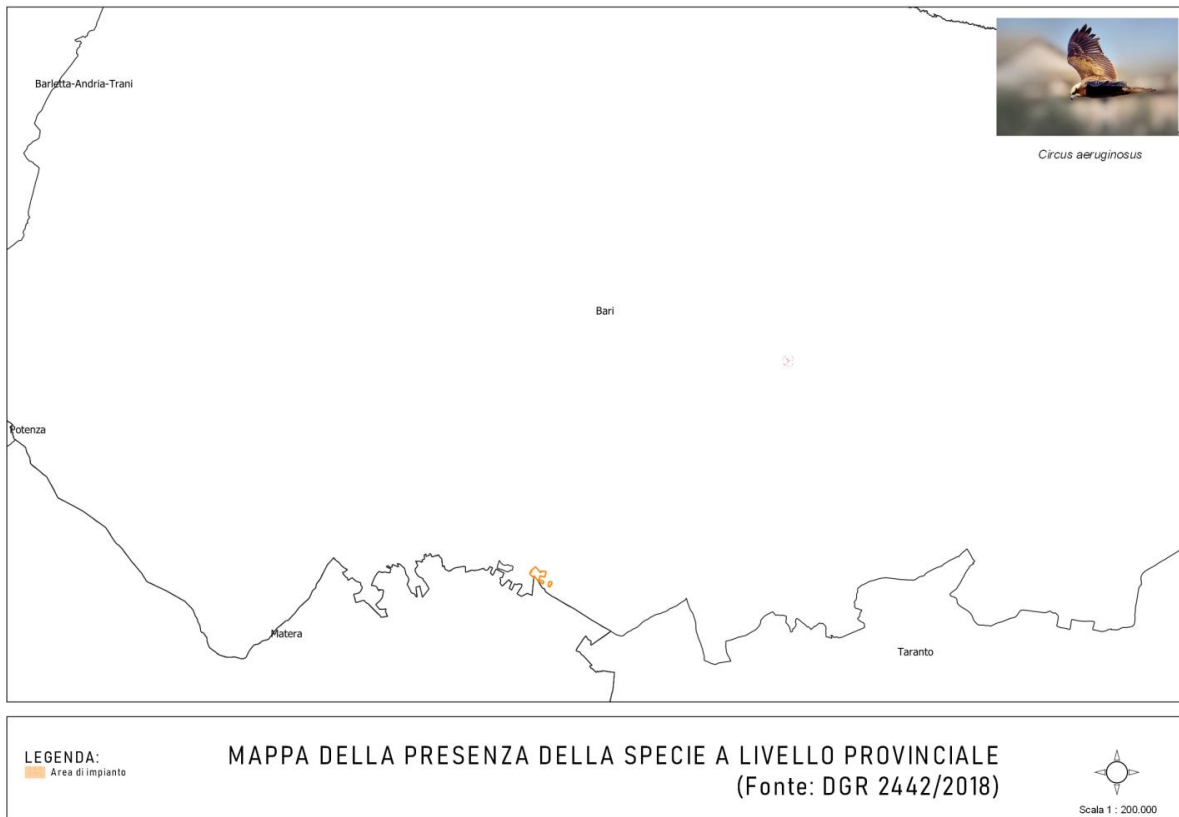 Barletta-Andria-Trani
Circus aeruginosus
Bari
Potenza
Matera
Taranto
LEGENDA:
Area di impianto
MAPPA DELLA PRESENZA DELLA SPECIE A LIVELLO PROVINCIALE
(Fonte: DGR 2442/2018)
Scala 1 : 200.000